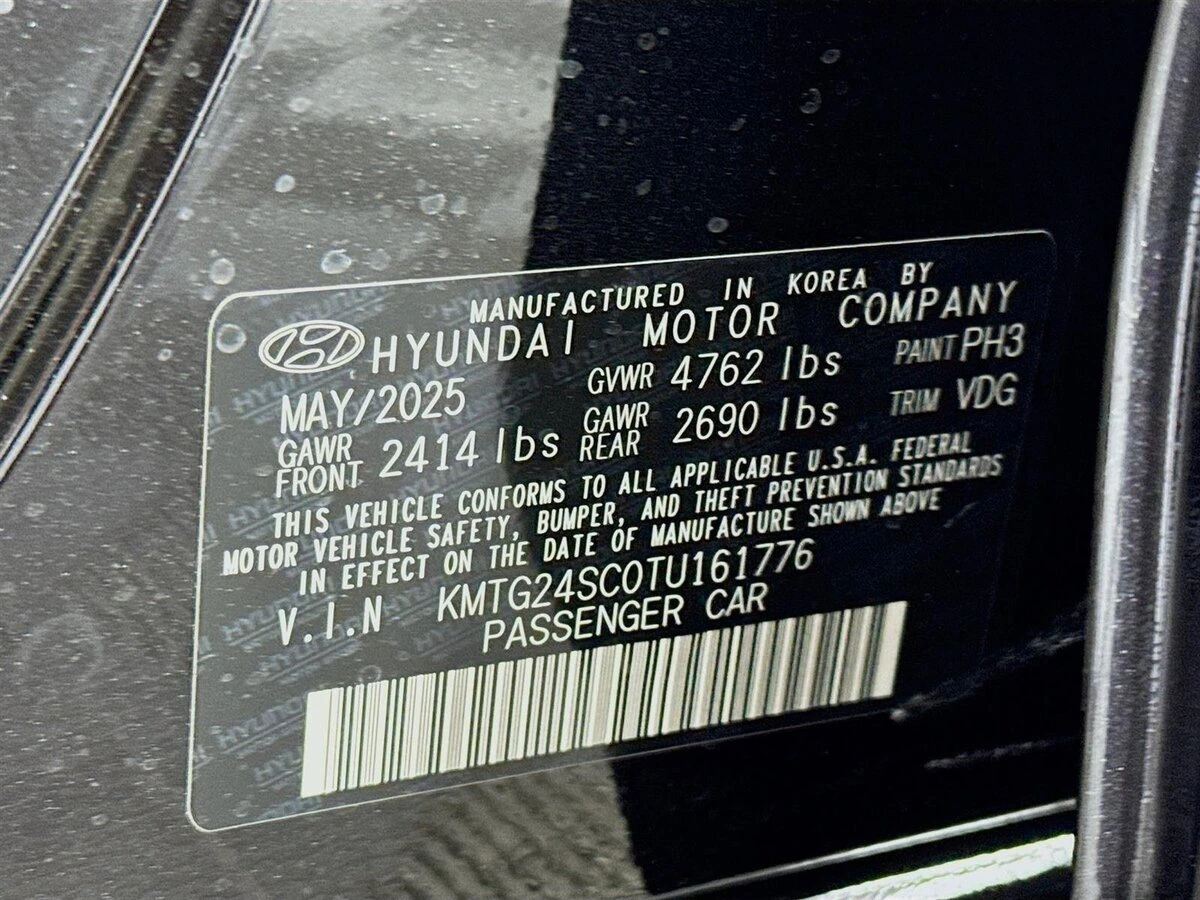 MANUFACTURED IN KOREA BY
HYUNDAI MOTOR COMPANY
MAY/2025 GVWR 4762 lbs PAINT PH3
GAWR FRONT 2414 lbs GAWR REAR 2690 lbs TRIM VDG
THIS VEHICLE CONFORMS TO ALL APPLICABLE U.S.A. FEDERAL
MOTOR VEHICLE SAFETY, BUMPER, AND THEFT PREVENTION STANDARDS
IN EFFECT ON THE DATE OF MANUFACTURE SHOWN ABOVE
V.I.N KMTG24SC0TU161776
PASSENGER CAR